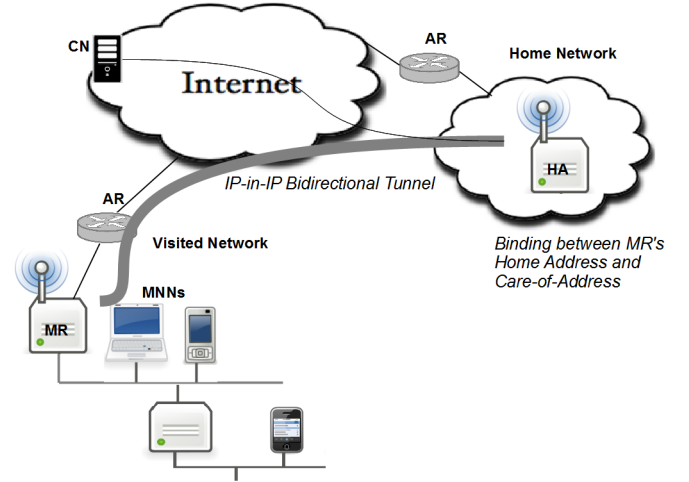 CN
AR
Home Network
Internet
HA
IP-in-IP Bidirectional Tunnel
AR
Visited Network
Binding between MR's
Home Address and
Care-of-Address
MNNs
MR